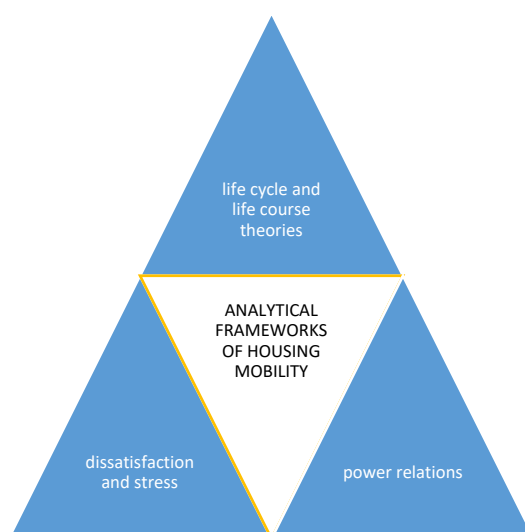 life cycle and
life course
theories
ANALYTICAL
FRAMEWORKS
OF HOUSING
MOBILITY
dissatisfaction
and stress
power relations